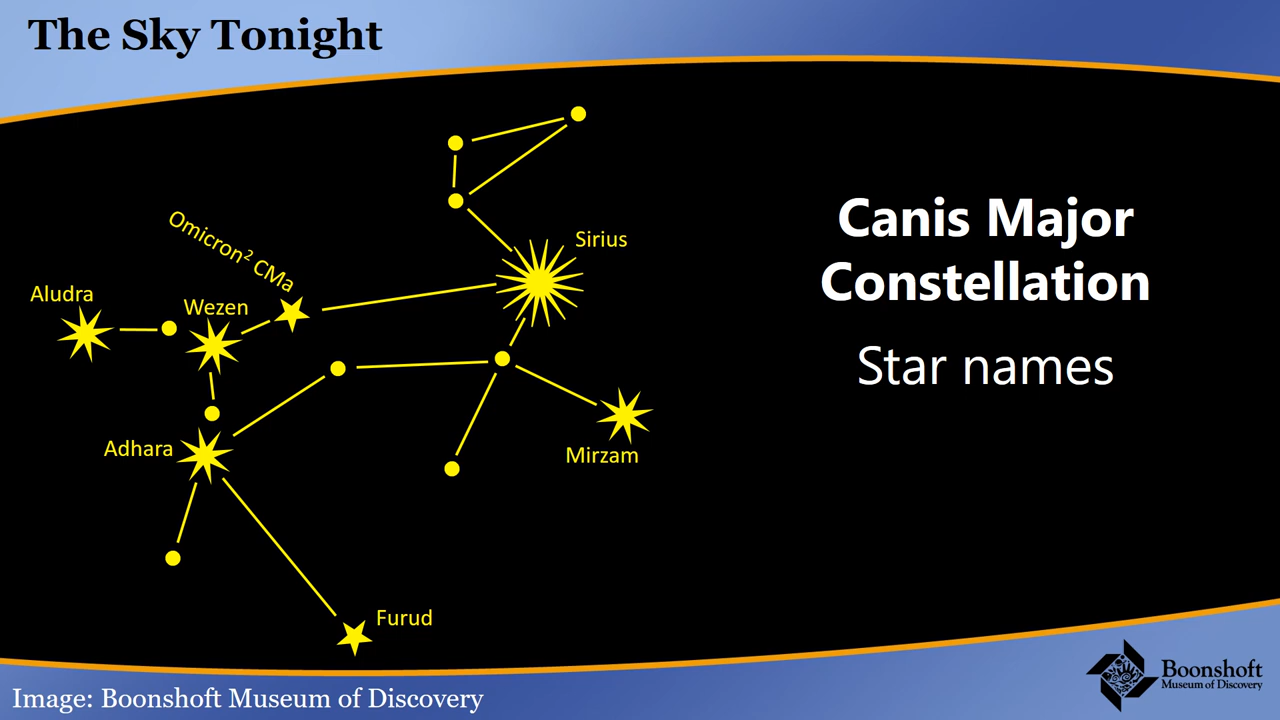 The Sky Tonight
Canis Major
Constellation
Star names
Omicron² CMa
Sirius
Aludra
Wezen
Adhara
Mirzam
Furud
Image: Boonshoft Museum of Discovery
Boonshoft
Museum of Discovery